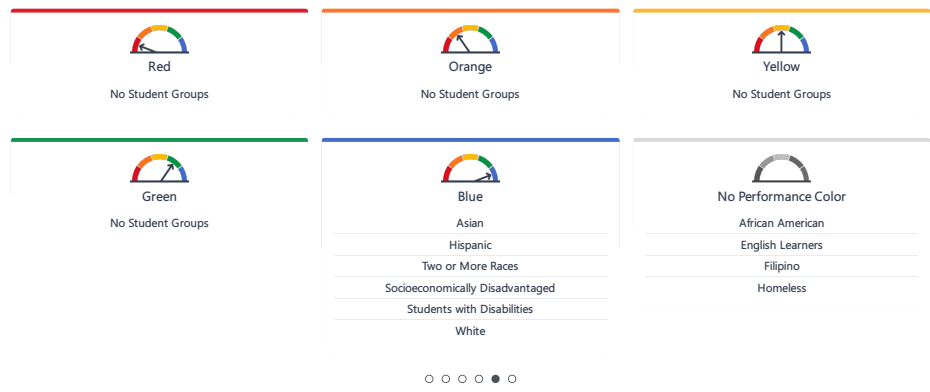 Red
No Student Groups
Orange
No Student Groups
Yellow
No Student Groups
Green
No Student Groups
Blue
Asian
Hispanic
Two or More Races
Socioeconomically Disadvantaged
Students with Disabilities
White
No Performance Color
African American
English Learners
Filipino
Homeless